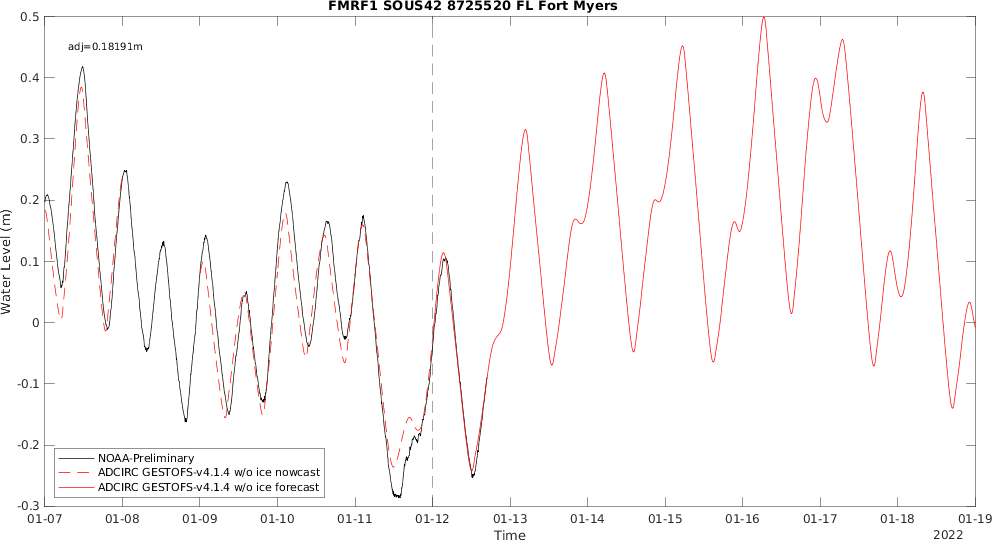 FMRF1 SOUS42 8725520 FL Fort Myers
adj=0.18191m
0.5
0.4
0.3
0.2
0.1
0
-0.1
-0.2
-0.3
Water Level (m)
NOAA-Preliminary
ADCIRC GESTOFS-v4.1.4 w/o ice nowcast
ADCIRC GESTOFS-v4.1.4 w/o ice forecast
01-07 01-08 01-09 01-10 01-11 01-12 01-13 01-14 01-15 01-16 01-17 01-18 01-19
Time
2022